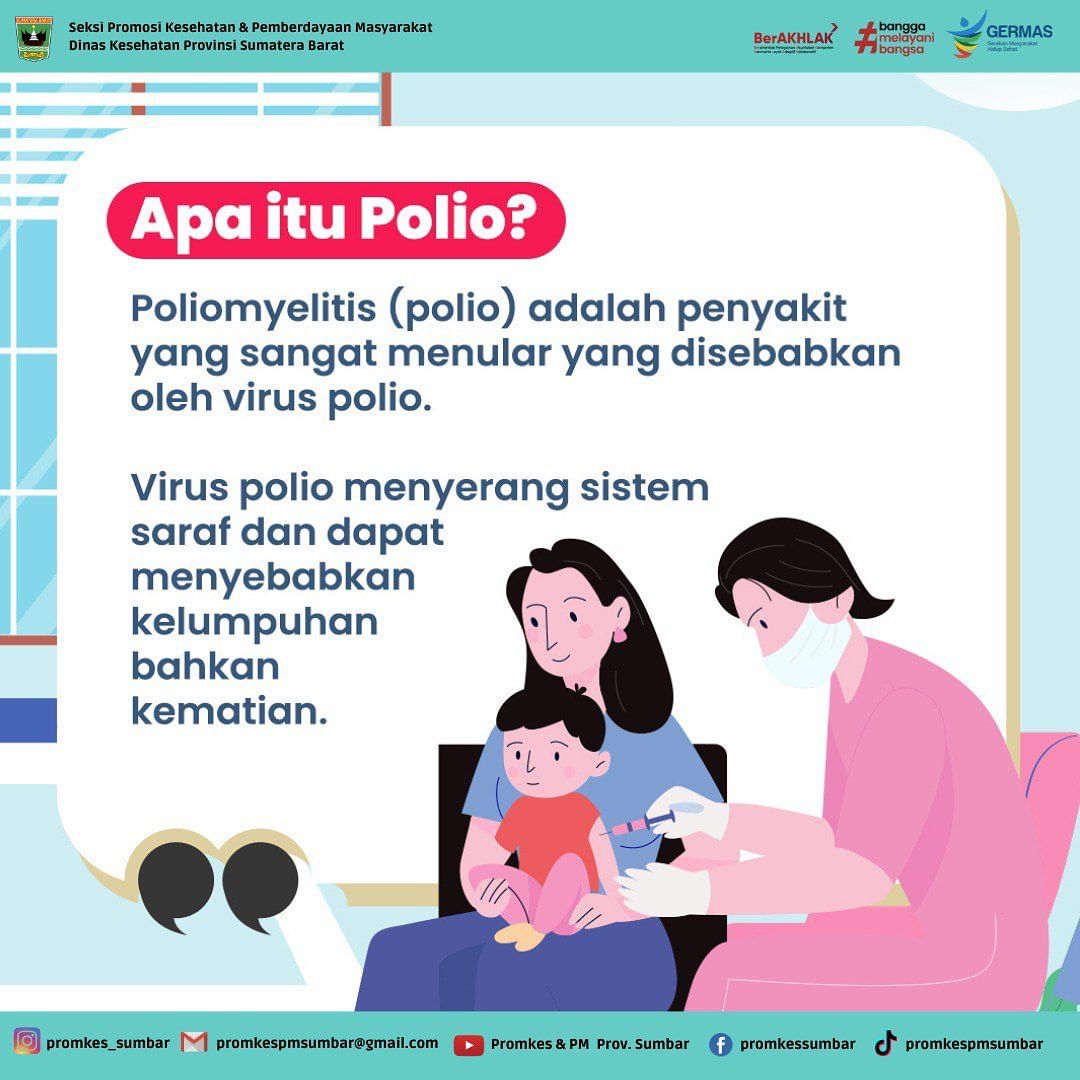 Seksi Promosi Kesehatan & Pemberdayaan Masyarakat
Dinas Kesehatan Provinsi Sumatera Barat
BerAKHLAK
#bangga
melayani
bangsa
GERMAS
Gerakan Masyarakat
Hidup Sehat
Apa itu Polio?
Poliomyelitis (polio) adalah penyakit
yang sangat menular yang disebabkan
oleh virus polio.
Virus polio menyerang sistem
saraf dan dapat
menyebabkan
kelumpuhan
bahkan
kematian.
promkes_sumbar
promkespmsumbar@gmail.com
Promkes & PM Prov. Sumbar
promkessumbar
promkespmsumbar